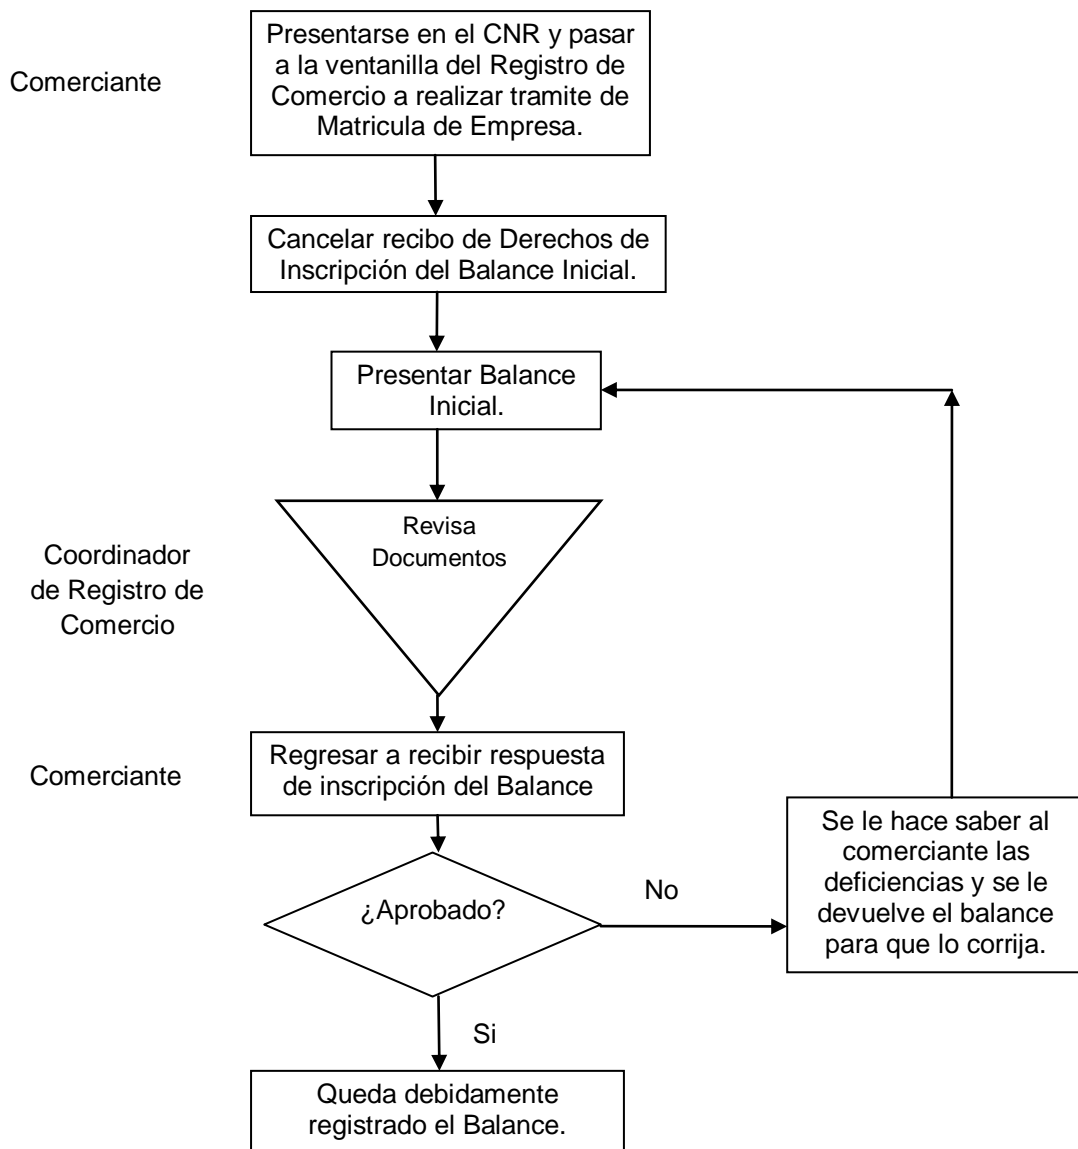 Presentarse en el CNR y pasar
a la ventanilla del Registro de
Comercio a realizar tramite de
Matricula de Empresa.
Comerciante
Cancelar recibo de Derechos de
Inscripción del Balance Inicial.
Presentar Balance
Inicial.
Revisa
Documentos
Coordinador
de Registro de
Comercio
Regresar a recibir respuesta
de inscripción del Balance
Comerciante
Se le hace saber al
comerciante las
deficiencias y se le
devuelve el balance
para que lo corrija.
¿Aprobado?
No
Si
Queda debidamente
registrado el Balance.